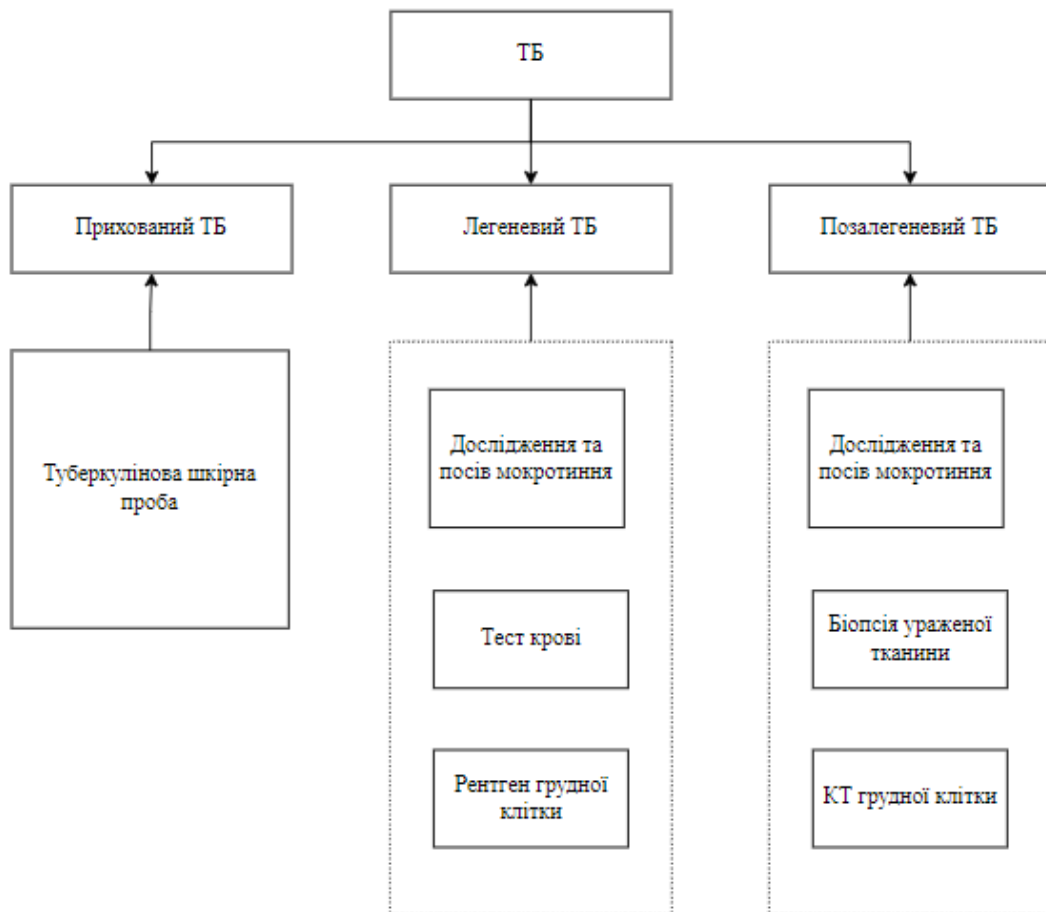 ТБ
Прихований ТБ
Легеневий ТБ
Позалегеневий ТБ
Туберкулінова шкірна
проба
Дослідження та
посів мокротиння
Тест крові
Рентген грудної
клітки
Дослідження та
посів мокротиння
Біопсія ураженої
тканини
КТ грудної клітки